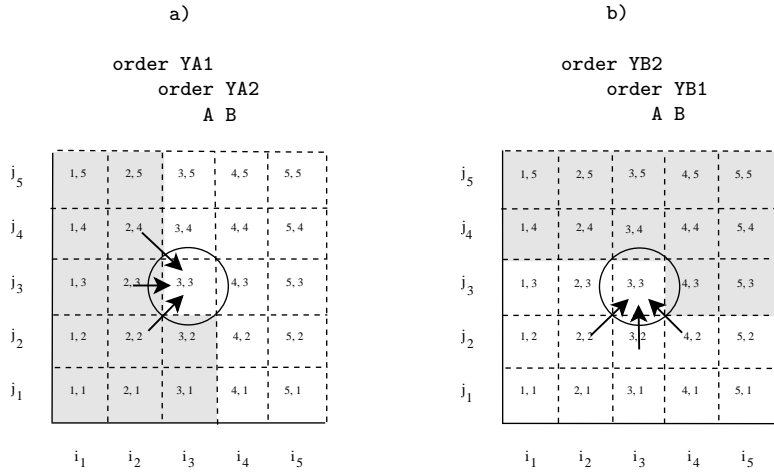 a)
order YA1
order YA2
A B
j5 1, 5 2, 5 3, 5 4, 5 5, 5
j4 1, 4 2, 4 3, 4 4, 4 5, 4
j3 1, 3 2, 3 3, 3 4, 3 5, 3
j2 1, 2 2, 2 3, 2 4, 2 5, 2
j1 1, 1 2, 1 3, 1 4, 1 5, 1
i1 i2 i3 i4 i5
b)
order YB2
order YB1
A B
j5 1, 5 2, 5 3, 5 4, 5 5, 5
j4 1, 4 2, 4 3, 4 4, 4 5, 4
j3 1, 3 2, 3 3, 3 4, 3 5, 3
j2 1, 2 2, 2 3, 2 4, 2 5, 2
j1 1, 1 2, 1 3, 1 4, 1 5, 1
i1 i2 i3 i4 i5